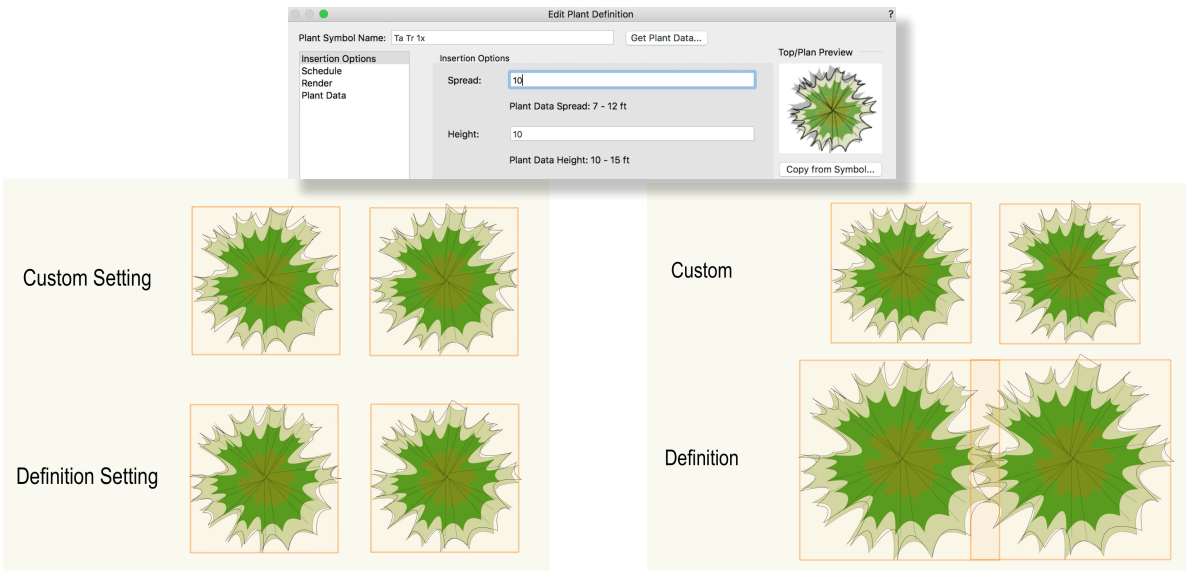 Edit Plant Definition
?
Plant Symbol Name: Ta Tr 1x Get Plant Data...
Insertion Options
Schedule
Render
Plant Data
Insertion Options
Spread: 10
Plant Data Spread: 7 - 12 ft
Height: 10
Plant Data Height: 10 - 15 ft
Top/Plan Preview
Copy from Symbol...
Custom Setting
Definition Setting
Custom
Definition